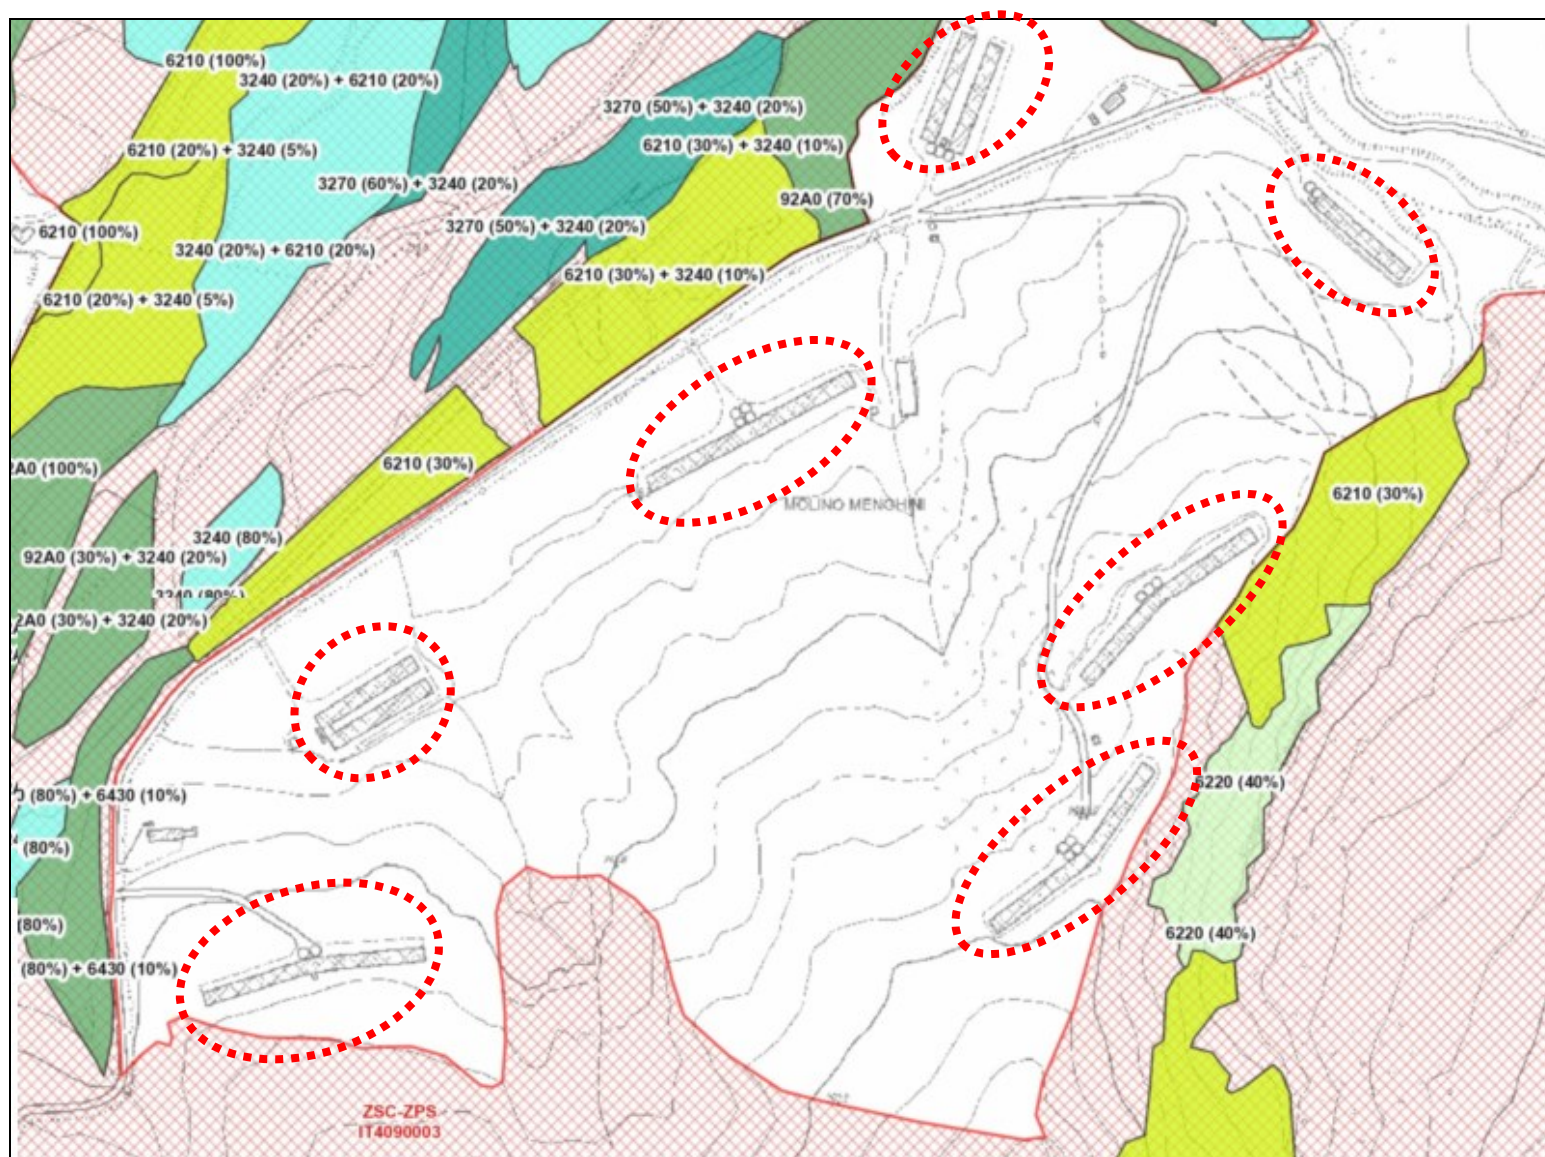 6210 (100%)
3240 (20%) + 6210 (20%)
3270 (50%) + 3240 (20%)
6210 (30%) + 3240 (10%)
6210 (20%) + 3240 (5%)
3270 (60%) + 3240 (20%)
92A0 (70%)
3270 (50%) + 3240 (20%)
6210 (100%)
3240 (20%) + 6210 (20%)
6210 (30%) + 3240 (10%)
6210 (20%) + 3240 (5%)
2A0 (100%)
6210 (30%)
6210 (30%)
MOLINO MENGHINI
3240 (80%)
92A0 (30%) + 3240 (20%)
3240 (80%)
2A0 (30%) + 3240 (20%)
6220 (40%)
(80%) + 6430 (10%)
(80%)
(80%)
6220 (40%)
(80%) + 6430 (10%)
ZSC-ZPS
IT4090003